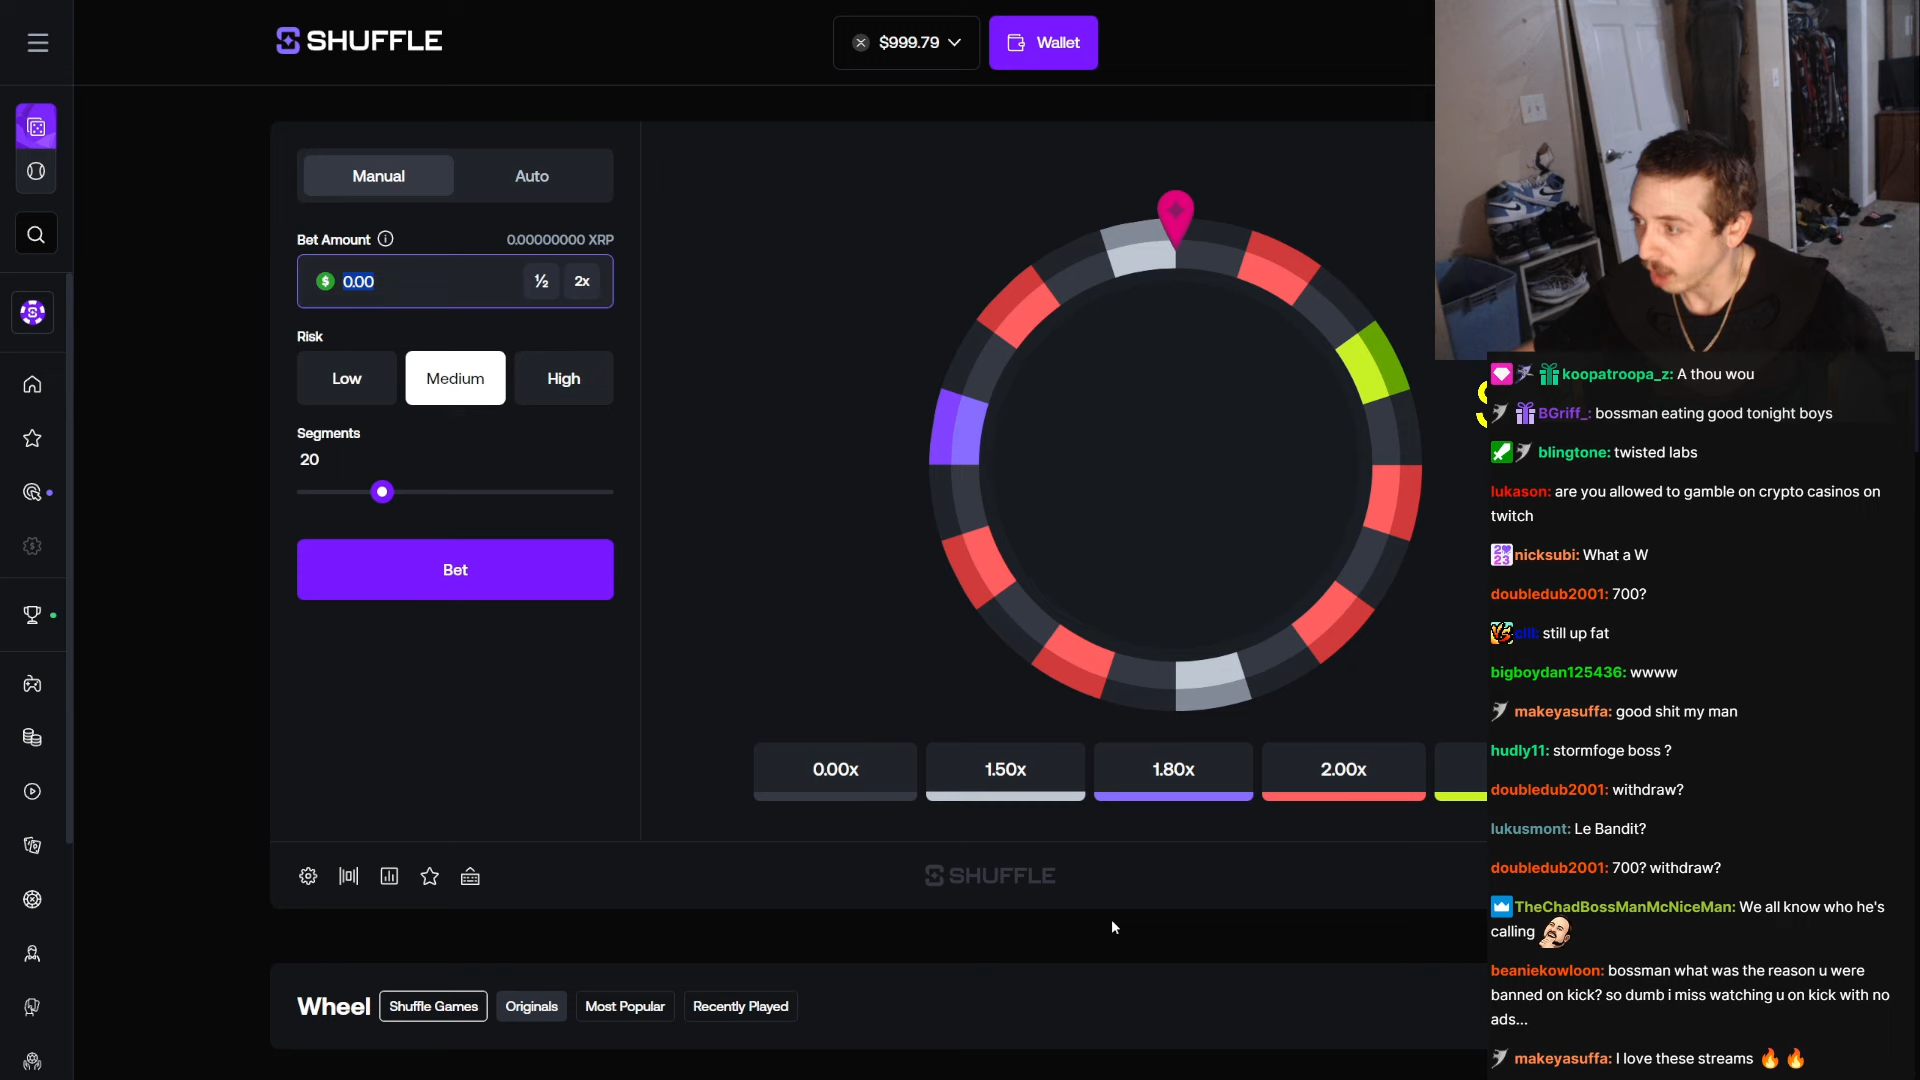 SHUFFLE
$999.79
Wallet
Manual
Auto
Bet Amount
0.00000000 XRP
$ 0.00
½
2x
Risk
Low
Medium
High
Segments
20
Bet
0.00x
1.50x
1.80x
2.00x
SHUFFLE
Wheel
Shuffle Games
Originals
Most Popular
Recently Played
koopatroopa_z: A thou wou
BGriff_: bossman eating good tonight boys
blingtone: twisted labs
lukason: are you allowed to gamble on crypto casinos on
twitch
nicksubi: What a W
doubledub2001: 700?
still up fat
bigboydan125436: wwww
makeyasuffa: good shit my man
hudly11: stormfoge boss ?
doubledub2001: withdraw?
lukusmont: Le Bandit?
doubledub2001: 700? withdraw?
TheChadBossManMcNiceMan: We all know who he's
calling
beaniekowloon: bossman what was the reason u were
banned on kick? so dumb i miss watching u on kick with no
ads...
makeyasuffa: I love these streams 🔥 🔥